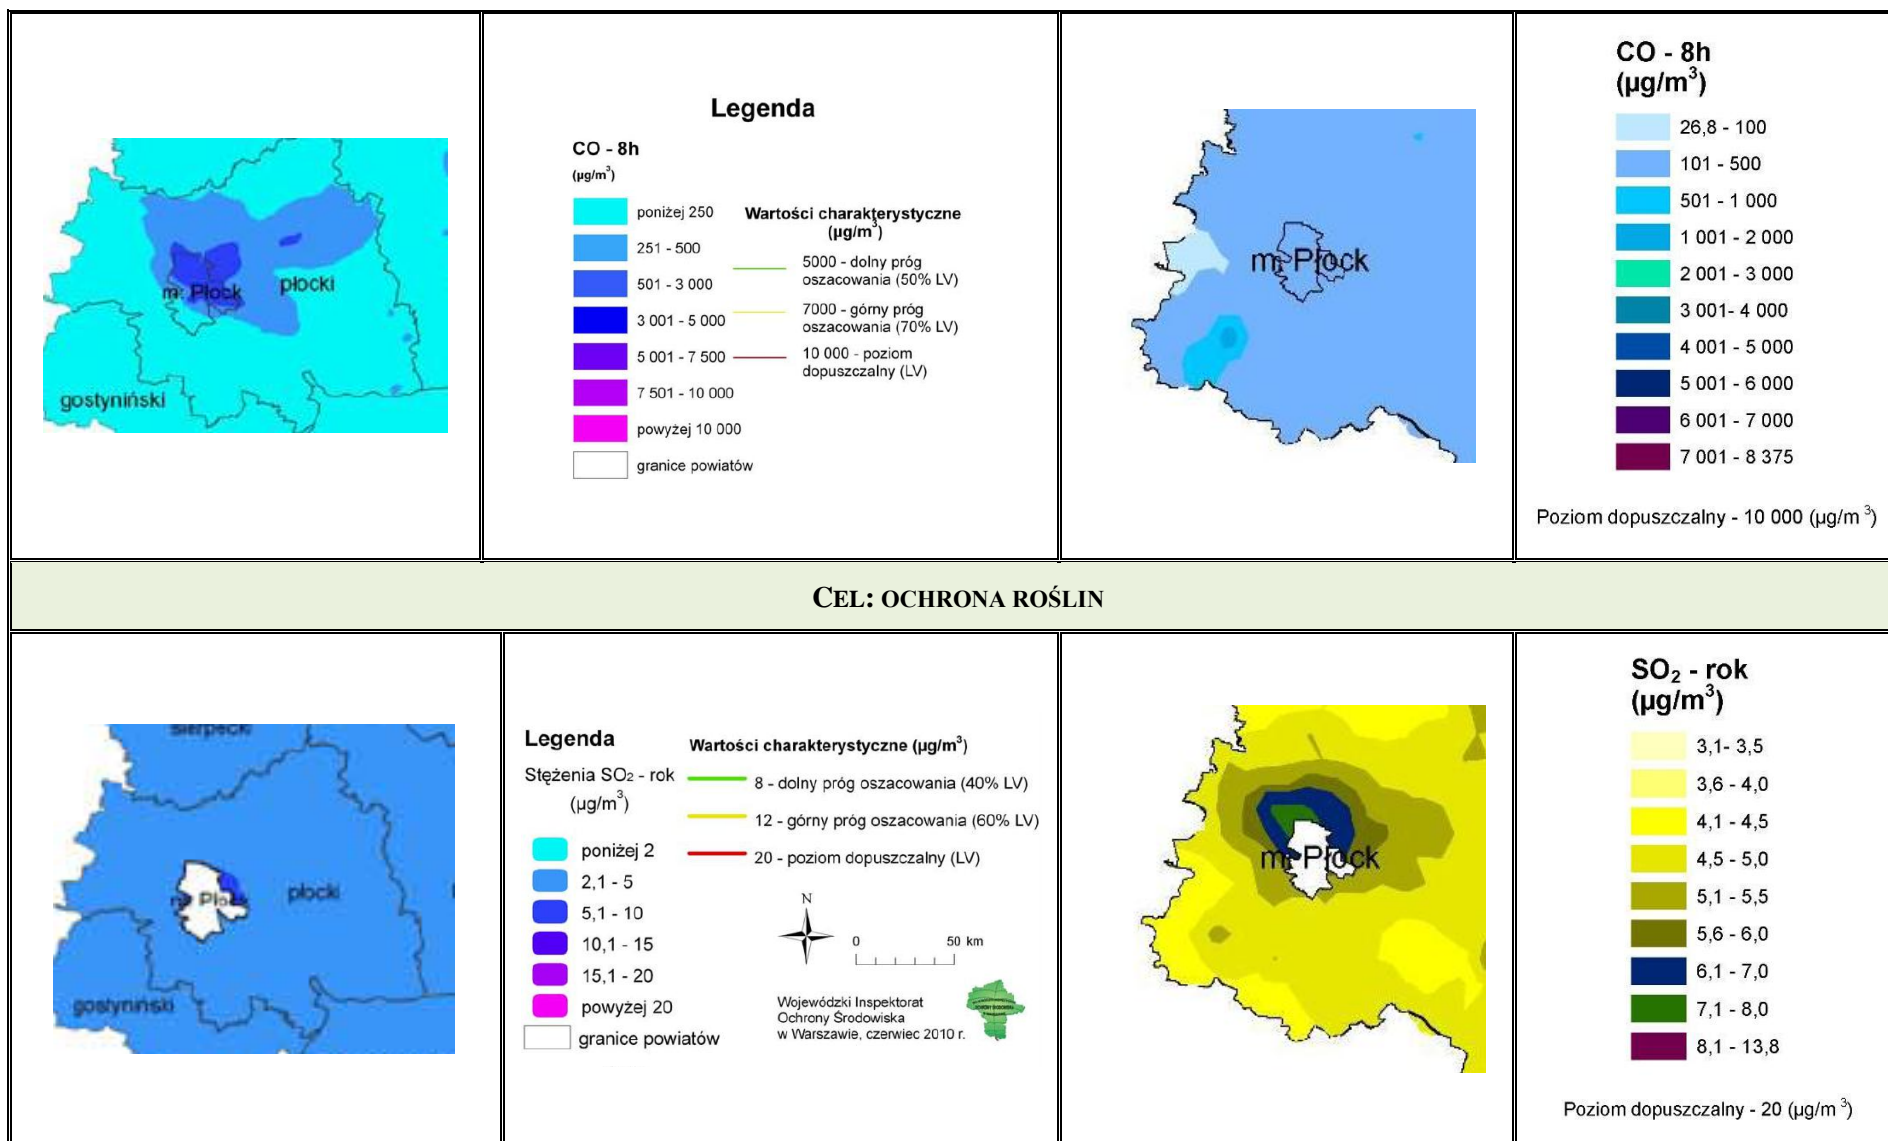 m. Płock
płocki
gostyniński
Legenda
CO - 8h
(µg/m³)
poniżej 250
251 - 500
501 - 3 000
3 001 - 5 000
5 001 - 7 500
7 501 - 10 000
powyżej 10 000
granice powiatów
Wartości charakterystyczne
(µg/m³)
5000 - dolny próg
oszacowania (50% LV)
7000 - górny próg
oszacowania (70% LV)
10 000 - poziom
dopuszczalny (LV)
m. Płock
CO - 8h
(µg/m³)
26,8 - 100
101 - 500
501 - 1 000
1 001 - 2 000
2 001 - 3 000
3 001- 4 000
4 001 - 5 000
5 001 - 6 000
6 001 - 7 000
7 001 - 8 375
Poziom dopuszczalny - 10 000 (µg/m³)
CEL: OCHRONA ROŚLIN
sierpecki
m. Płock
płocki
gostyniński
Legenda
Stężenia SO₂ - rok
(µg/m³)
poniżej 2
2,1 - 5
5,1 - 10
10,1 - 15
15,1 - 20
powyżej 20
granice powiatów
Wartości charakterystyczne (µg/m³)
8 - dolny próg oszacowania (40% LV)
12 - górny próg oszacowania (60% LV)
20 - poziom dopuszczalny (LV)
N
0 50 km
Wojewódzki Inspektorat
Ochrony Środowiska
w Warszawie, czerwiec 2010 r.
m. Płock
SO₂ - rok
(µg/m³)
3,1- 3,5
3,6 - 4,0
4,1 - 4,5
4,5 - 5,0
5,1 - 5,5
5,6 - 6,0
6,1 - 7,0
7,1 - 8,0
8,1 - 13,8
Poziom dopuszczalny - 20 (µg/m³)